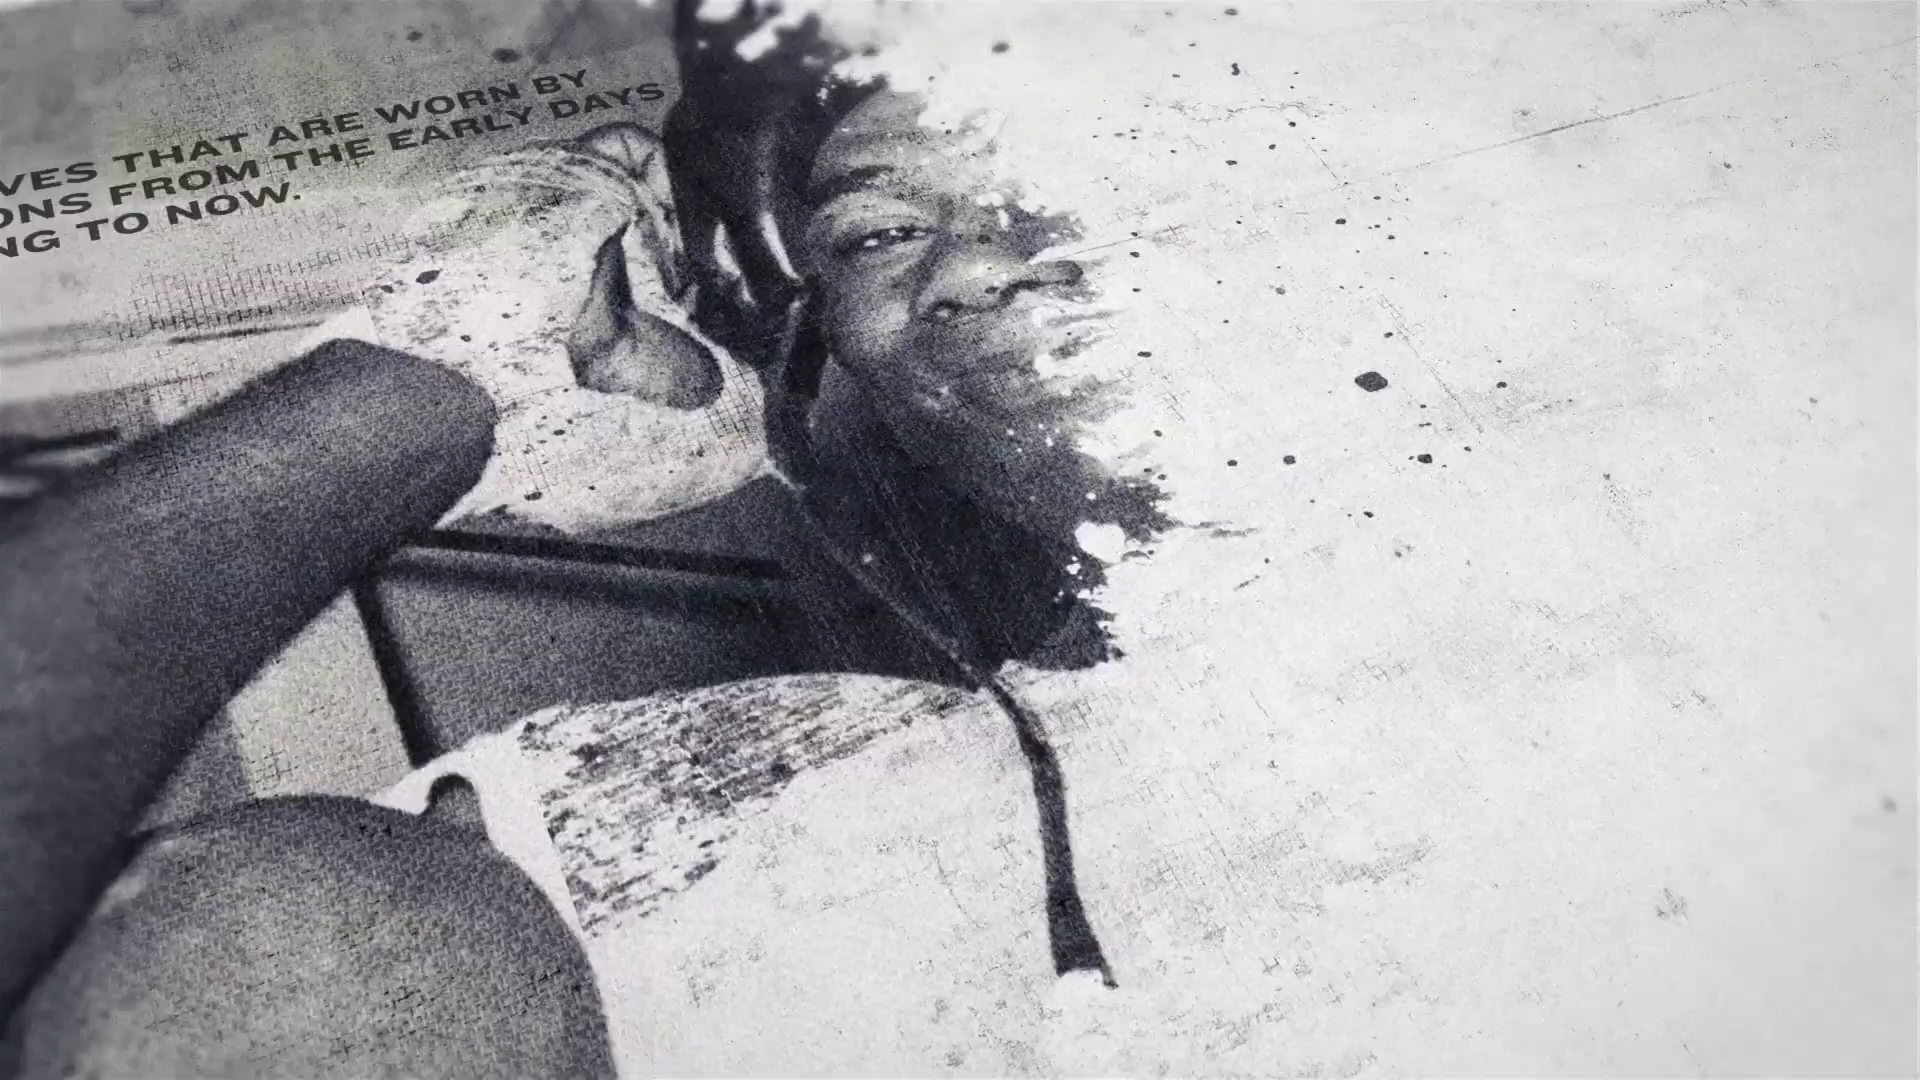 VES THAT ARE WORN BY
ONS FROM THE EARLY DAYS
NG TO NOW.